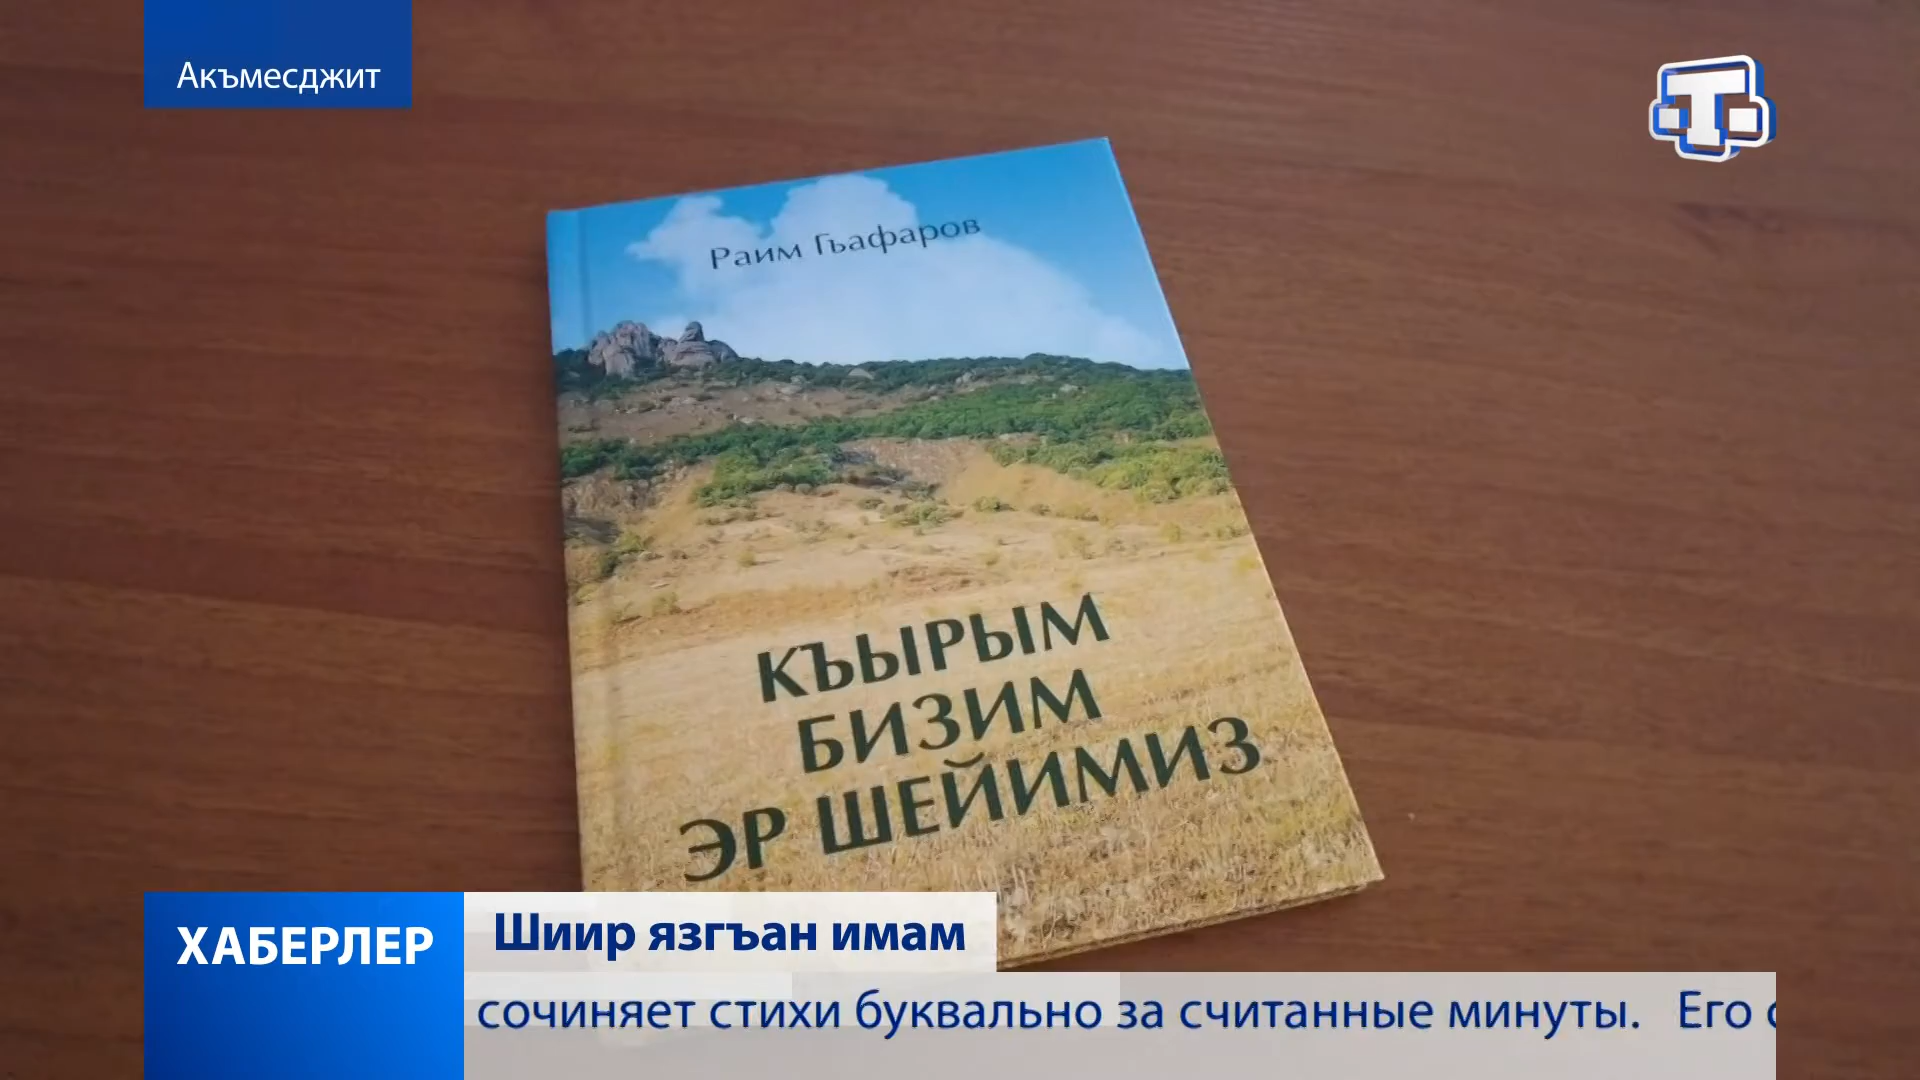 Акъмесджит
Т
Раим Гъафаров
КЪЫРЫМ
БИЗИМ
ЭР ШЕЙИМИЗ
ХАБЕРЛЕР
Шиир язгъан имам
сочиняет стихи буквально за считанные минуты. Его